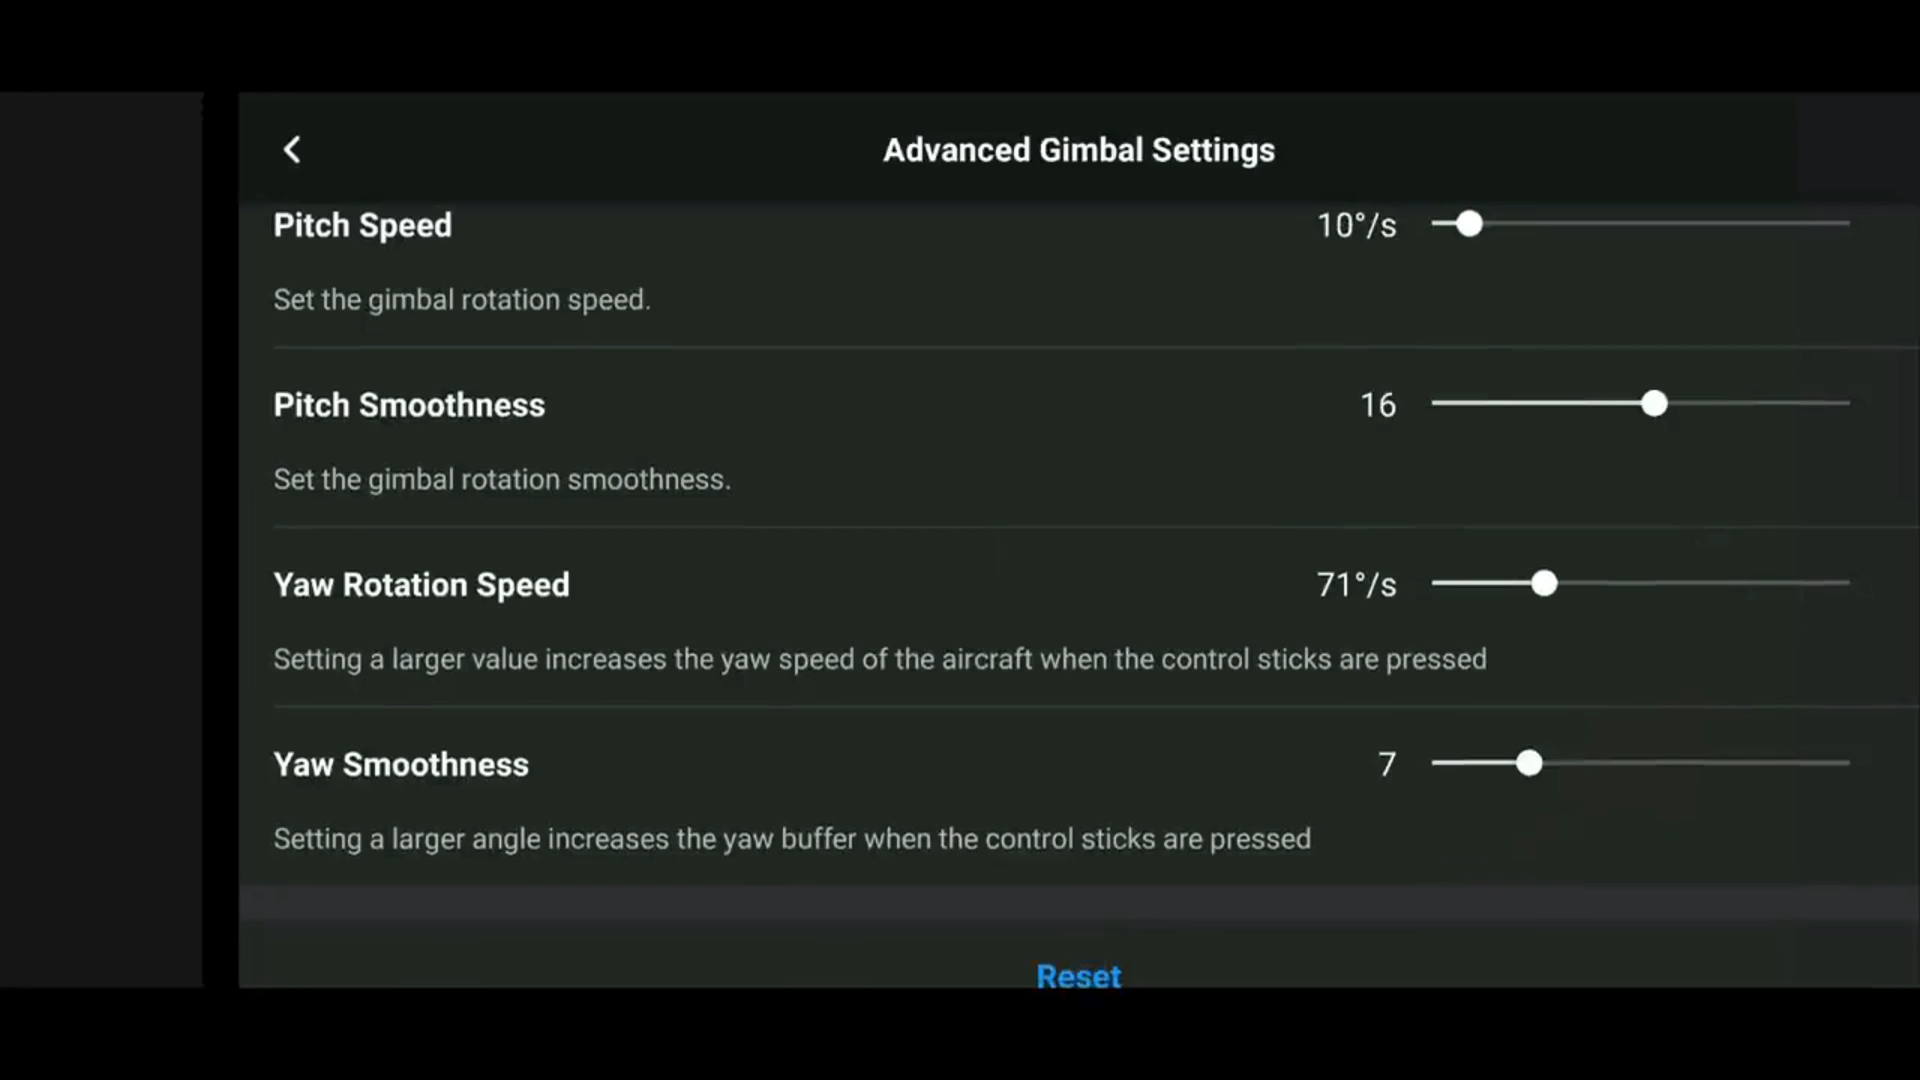 Advanced Gimbal Settings
Pitch Speed 10°/s
Set the gimbal rotation speed.
Pitch Smoothness 16
Set the gimbal rotation smoothness.
Yaw Rotation Speed 71°/s
Setting a larger value increases the yaw speed of the aircraft when the control sticks are pressed
Yaw Smoothness 7
Setting a larger angle increases the yaw buffer when the control sticks are pressed
Reset